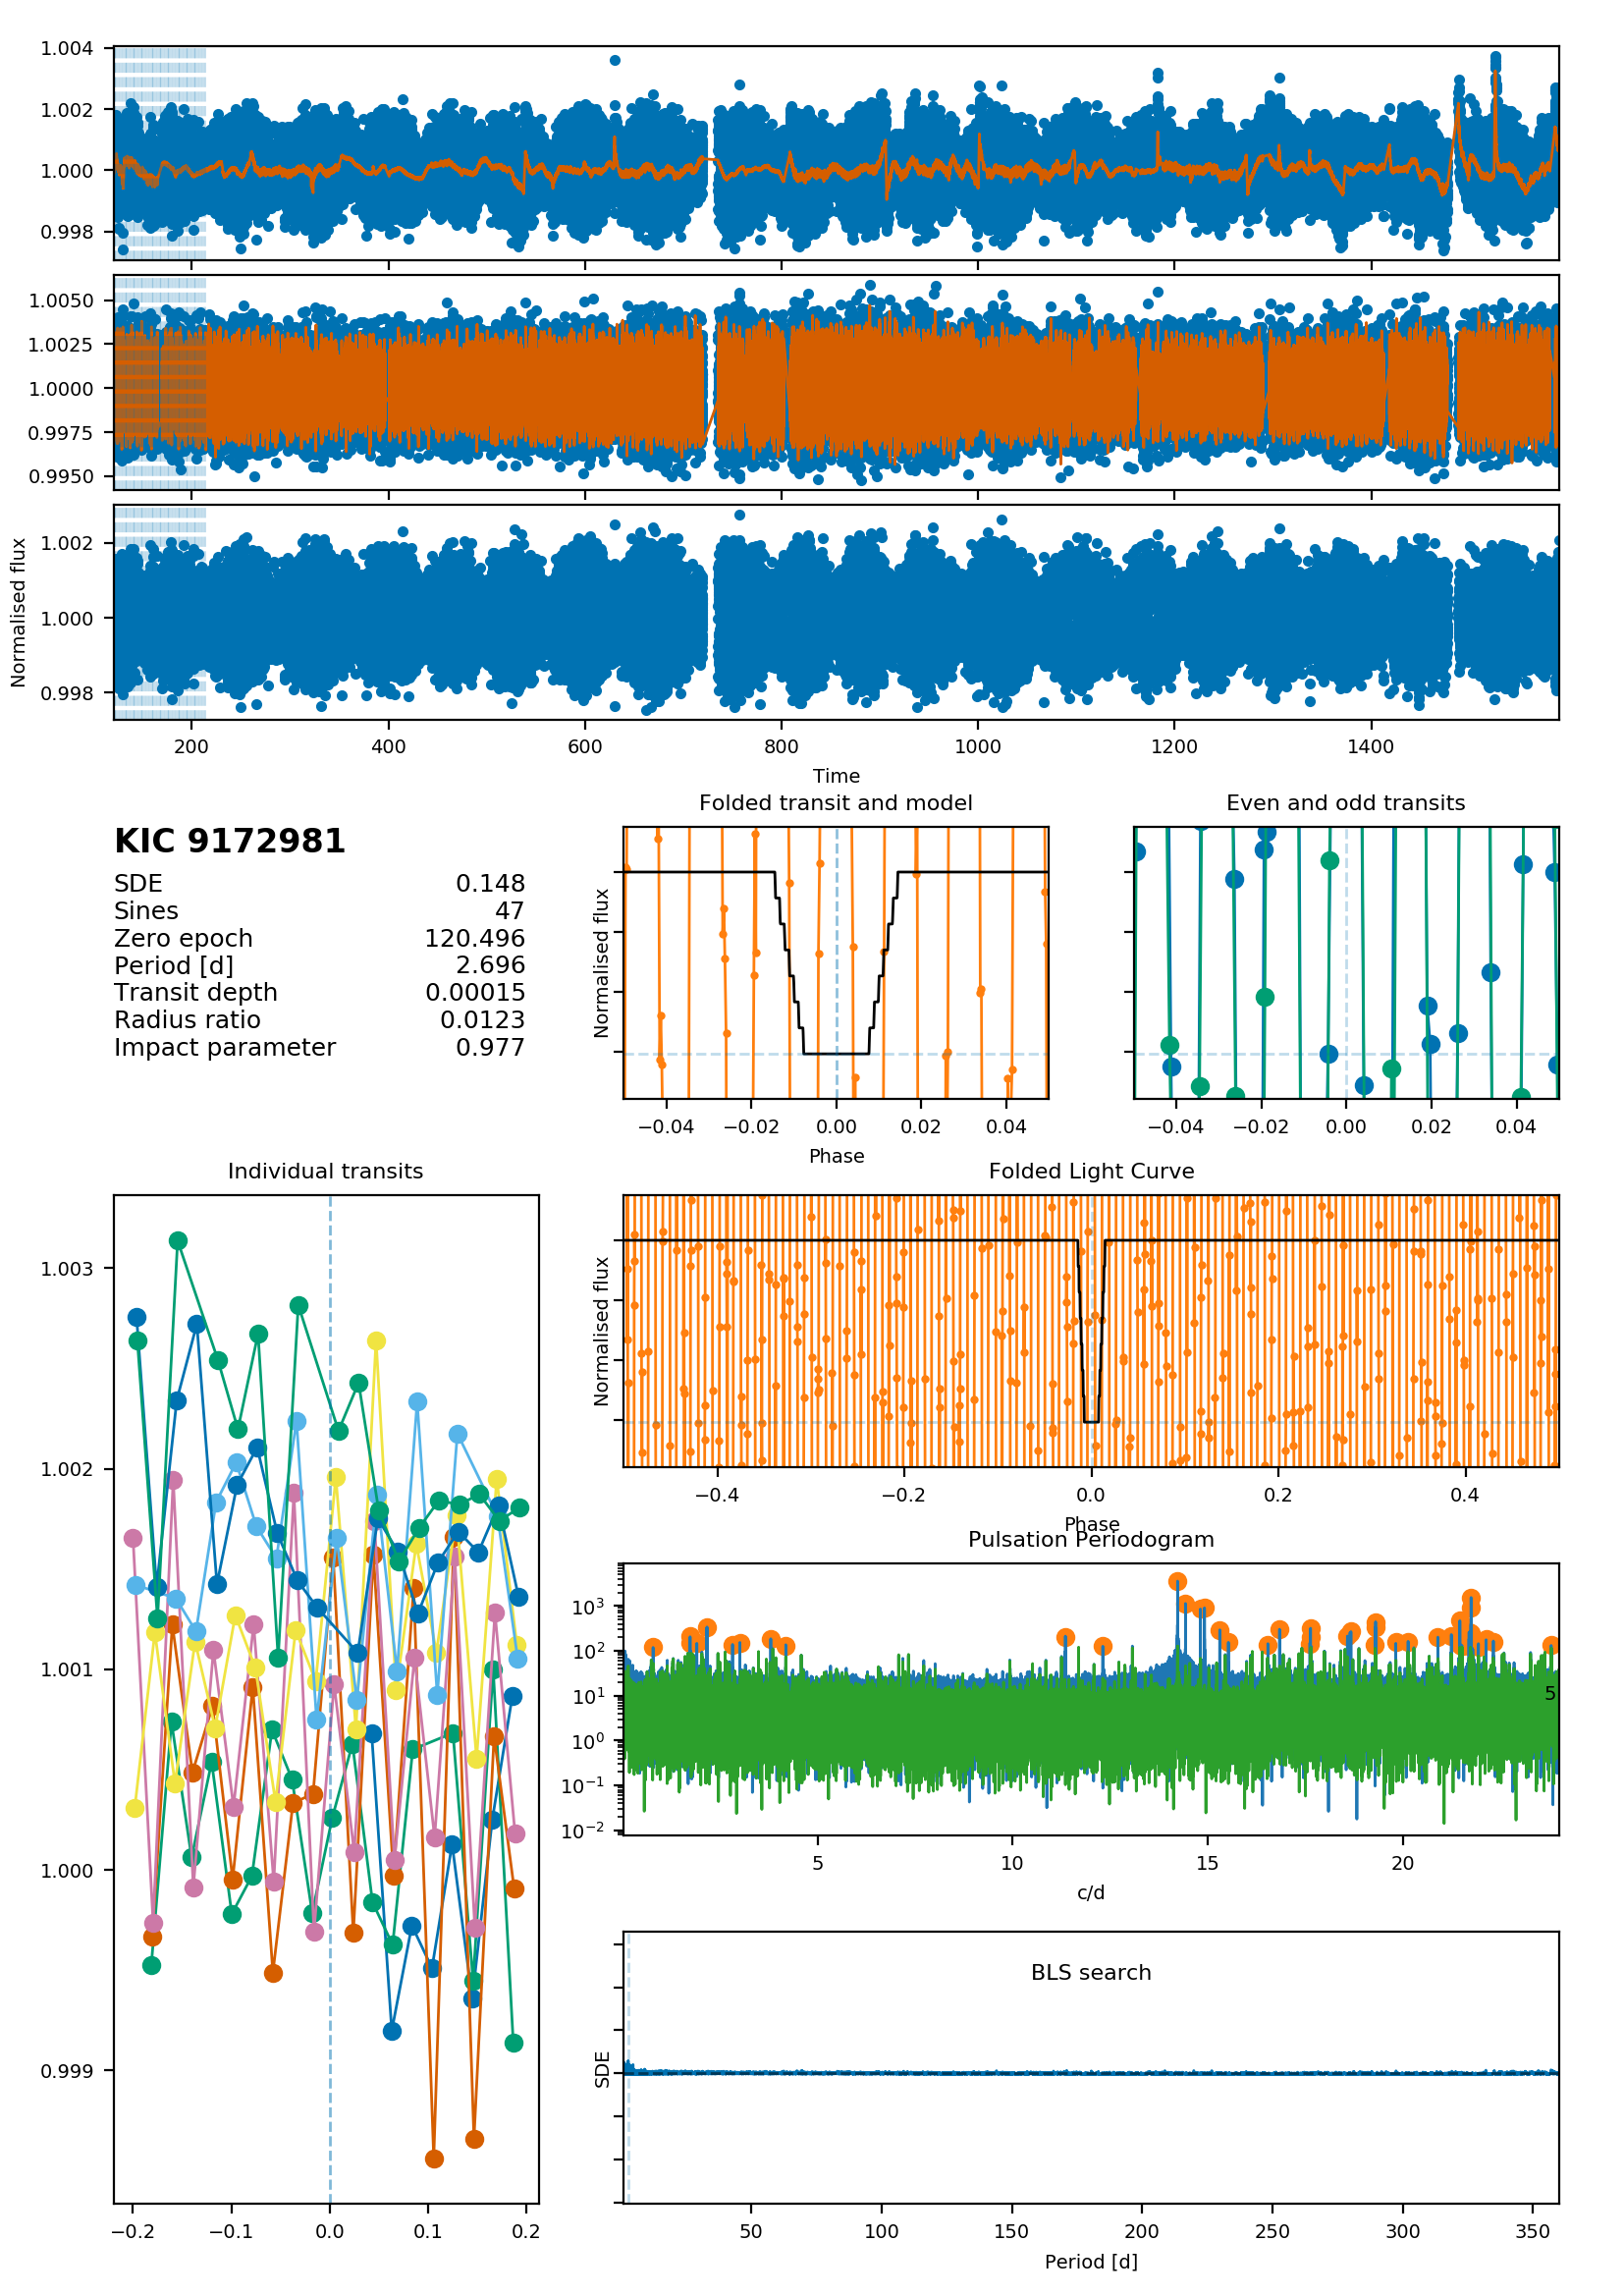 1.004
1.002
1.000
0.998
1.0050
1.0025
1.0000
0.9975
0.9950
1.002
1.000
0.998
Normalised flux
200 400 600 800 1000 1200 1400
Time
KIC 9172981
SDE 0.148
Sines 47
Zero epoch 120.496
Period [d] 2.696
Transit depth 0.00015
Radius ratio 0.0123
Impact parameter 0.977
Folded transit and model
Normalised flux
−0.04 −0.02 0.00 0.02 0.04
Phase
Even and odd transits
−0.04 −0.02 0.00 0.02 0.04
Individual transits
1.003
1.002
1.001
1.000
0.999
−0.2 −0.1 0.0 0.1 0.2
Folded Light Curve
Normalised flux
−0.4 −0.2 0.0 0.2 0.4
Phase
Pulsation Periodogram
10³
10²
10¹
10⁰
10⁻¹
10⁻²
5
5 10 15 20
c/d
BLS search
SDE
50 100 150 200 250 300 350
Period [d]